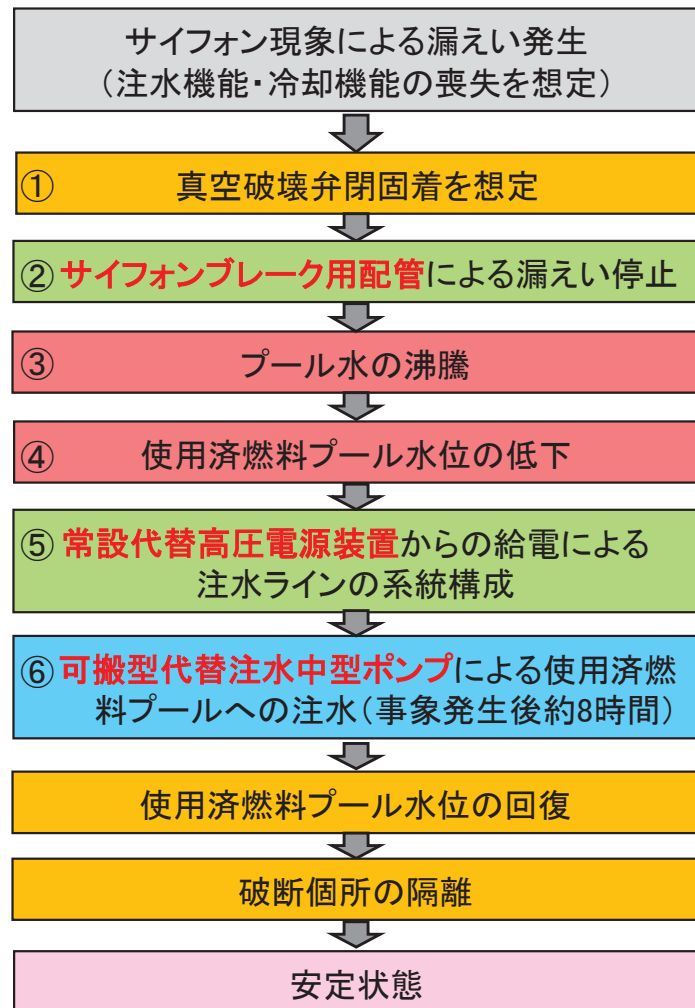 サイフォン現象による漏えい発生
（注水機能・冷却機能の喪失を想定）
① 真空破壊弁閉固着を想定
② サイフォンブレーク用配管による漏えい停止
③ プール水の沸騰
④ 使用済燃料プール水位の低下
⑤ 常設代替高圧電源装置からの給電による
注水ラインの系統構成
⑥ 可搬型代替注水中型ポンプによる使用済燃
料プールへの注水（事象発生後約8時間）
使用済燃料プール水位の回復
破断個所の隔離
安定状態